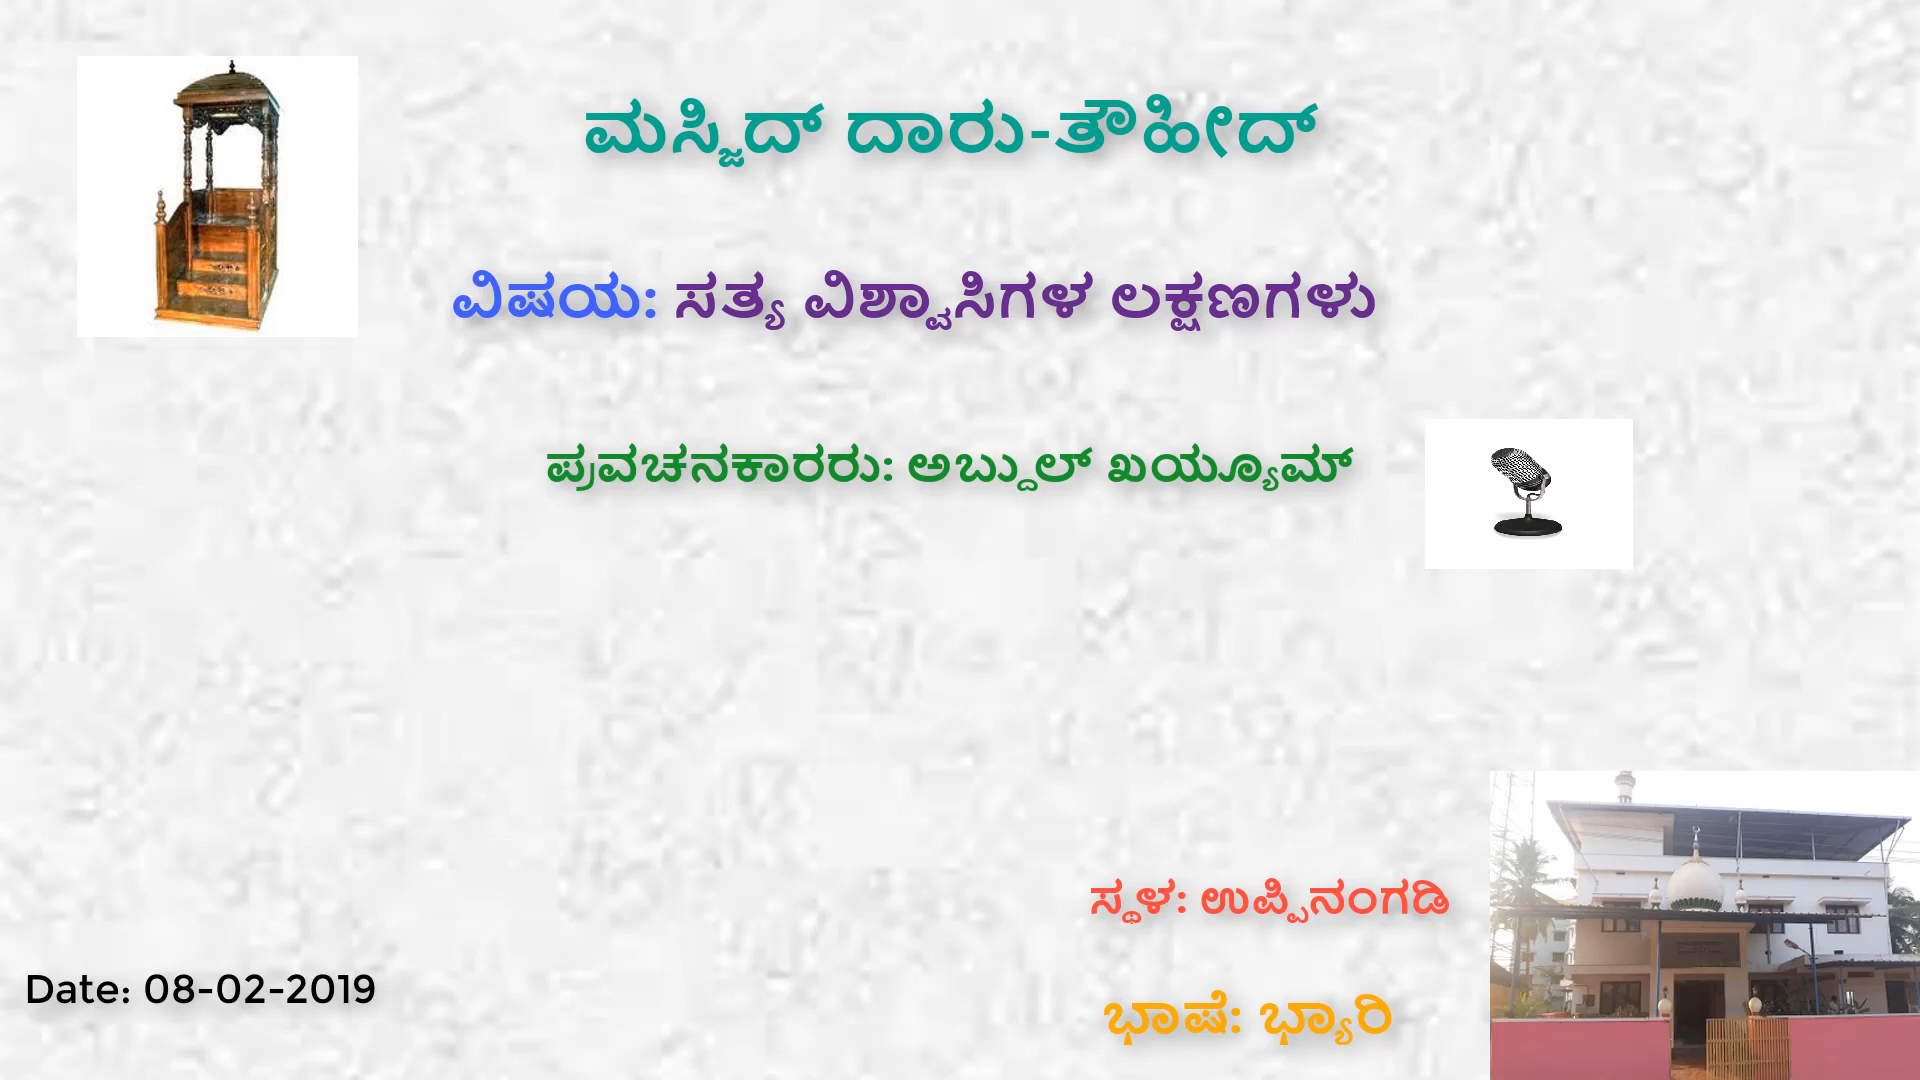 ಮಸ್ಜಿದ್ ದಾರು-ತೌಹೀದ್
ವಿಷಯ: ಸತ್ಯ ವಿಶ್ವಾಸಿಗಳ ಲಕ್ಷಣಗಳು
ಪ್ರವಚನಕಾರರು: ಅಬ್ದುಲ್ ಖಯ್ಯೂಮ್
ಸ್ಥಳ: ಉಪ್ಪಿನಂಗಡಿ
Date: 08-02-2019
ಭಾಷೆ: ಭ್ಯಾರಿ